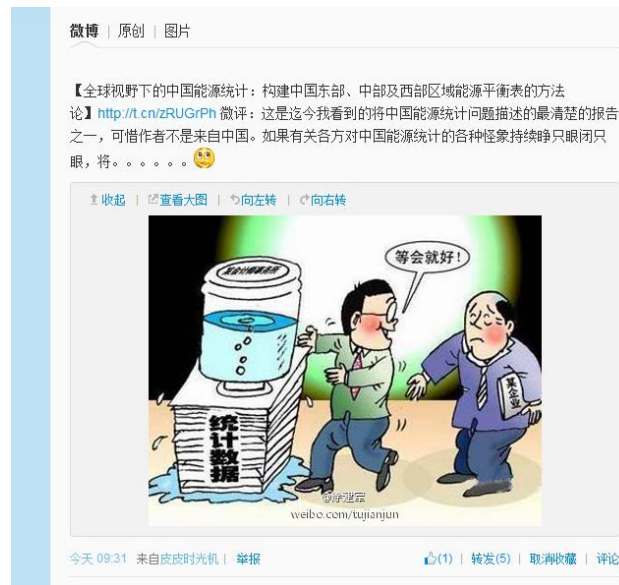 微博 | 原创 | 图片
【全球视野下的中国能源统计：构建中国东部、中部及西部区域能源平衡表的方法
论】http://t.cn/zRUGrPh 微评：这是迄今我看到的将中国能源统计问题描述的最清楚的报告
之一，可惜作者不是来自中国。如果有关各方对中国能源统计的各种怪象持续睁只眼闭只
眼，将。。。。。。
收起 | 查看大图 | 向左转 | 向右转
等会就好！
某企业
统计数据
weibo.com/tujianjun
今天 09:31 来自皮皮时光机 | 举报
(1) | 转发(5) | 取消收藏 | 评论